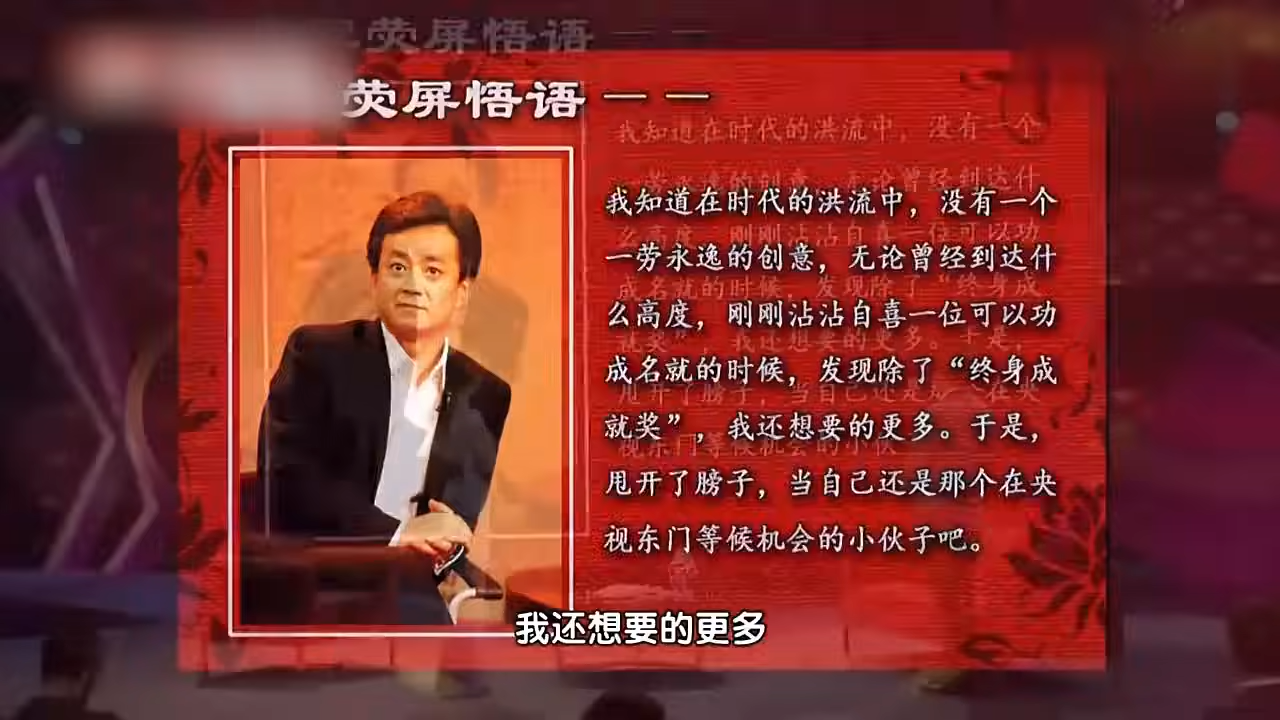 荧屏悟语——
我知道在时代的洪流中，没有一个
一劳永逸的创意，无论曾经到达什
么高度，刚刚沾沾自喜一位可以功
成名就的时候，发现除了“终身成
就奖”，我还想要的更多。于是，
甩开了膀子，当自己还是那个在央
视东门等候机会的小伙子吧。
我还想要的更多